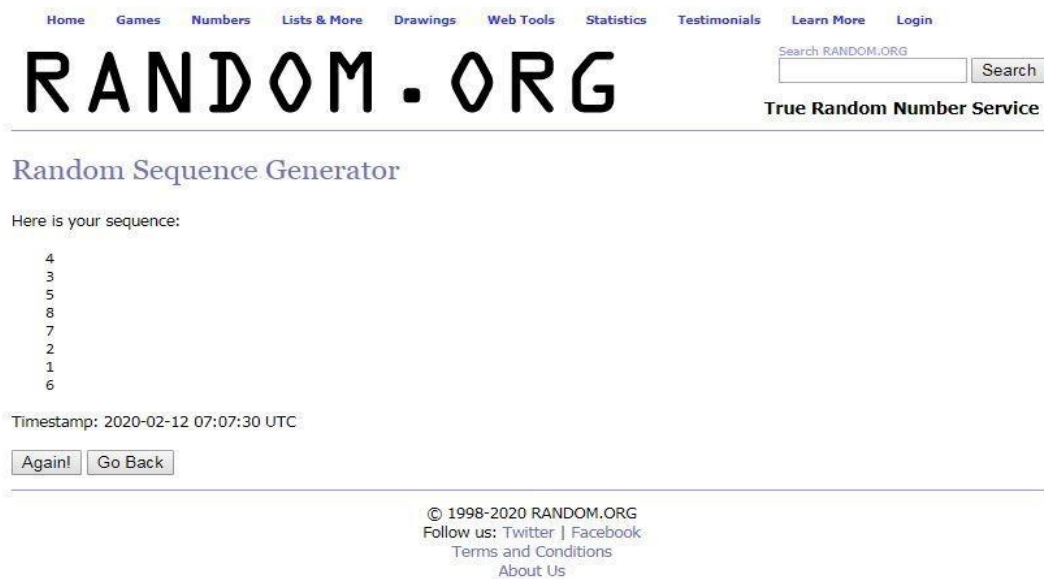 Home Games Numbers Lists & More Drawings Web Tools Statistics Testimonials Learn More Login
RANDOM.ORG
Search RANDOM.ORG
Search
True Random Number Service
Random Sequence Generator
Here is your sequence:
4
3
5
8
7
2
1
6
Timestamp: 2020-02-12 07:07:30 UTC
Again! Go Back
© 1998-2020 RANDOM.ORG
Follow us: Twitter | Facebook
Terms and Conditions
About Us